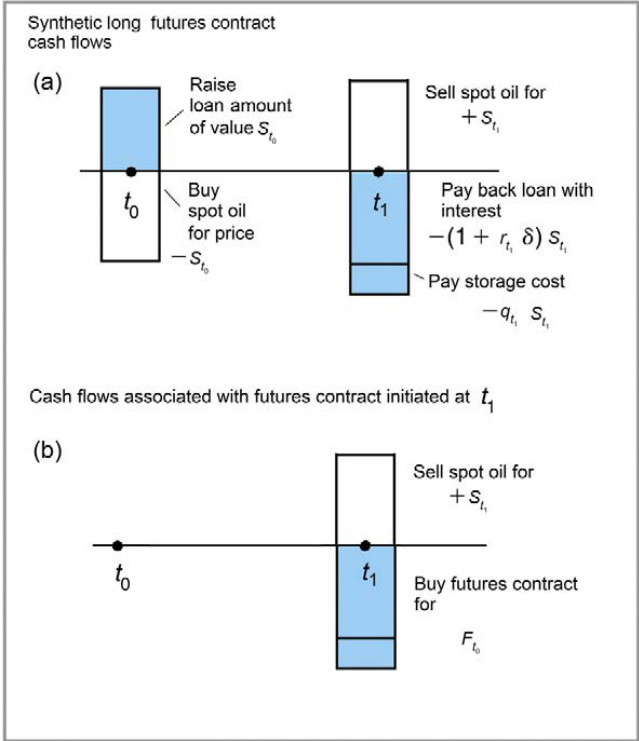 Synthetic long futures contract
cash flows
(a)
Raise
loan amount
of value S_{t_0}
Sell spot oil for
+ S_{t_1}
t_0
Buy
spot oil
for price
− S_{t_0}
t_1
Pay back loan with
interest
−(1 + r_{t_1} δ) S_{t_1}
Pay storage cost
−q_{t_1} S_{t_1}
Cash flows associated with futures contract initiated at t_1
(b)
Sell spot oil for
+ S_{t_1}
t_0
t_1
Buy futures contract
for
F_{t_0}